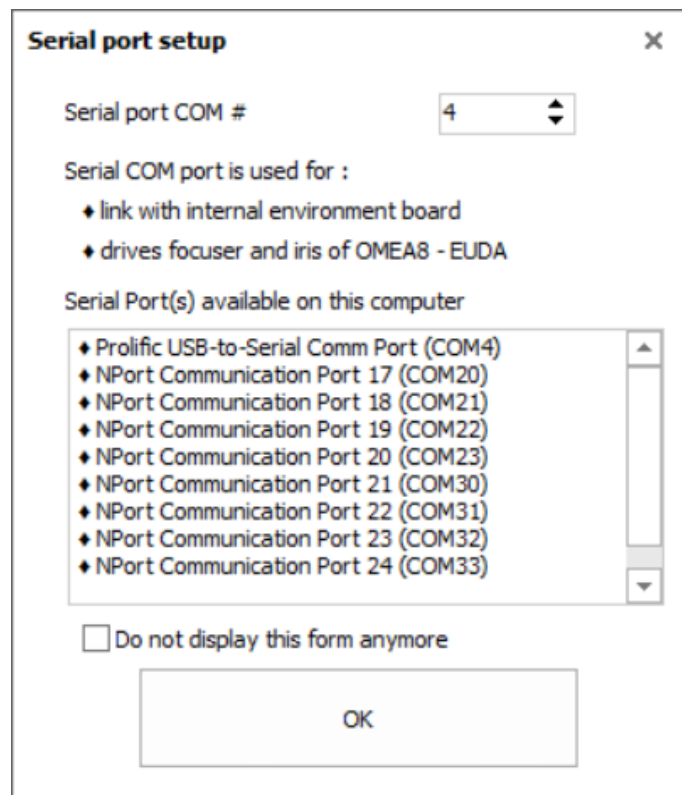 Serial port setup
Serial port COM #
4
Serial COM port is used for :
♦ link with internal environment board
♦ drives focuser and iris of OMEA8 - EUDA
Serial Port(s) available on this computer
♦ Prolific USB-to-Serial Comm Port (COM4)
♦ NPort Communication Port 17 (COM20)
♦ NPort Communication Port 18 (COM21)
♦ NPort Communication Port 19 (COM22)
♦ NPort Communication Port 20 (COM23)
♦ NPort Communication Port 21 (COM30)
♦ NPort Communication Port 22 (COM31)
♦ NPort Communication Port 23 (COM32)
♦ NPort Communication Port 24 (COM33)
Do not display this form anymore
OK